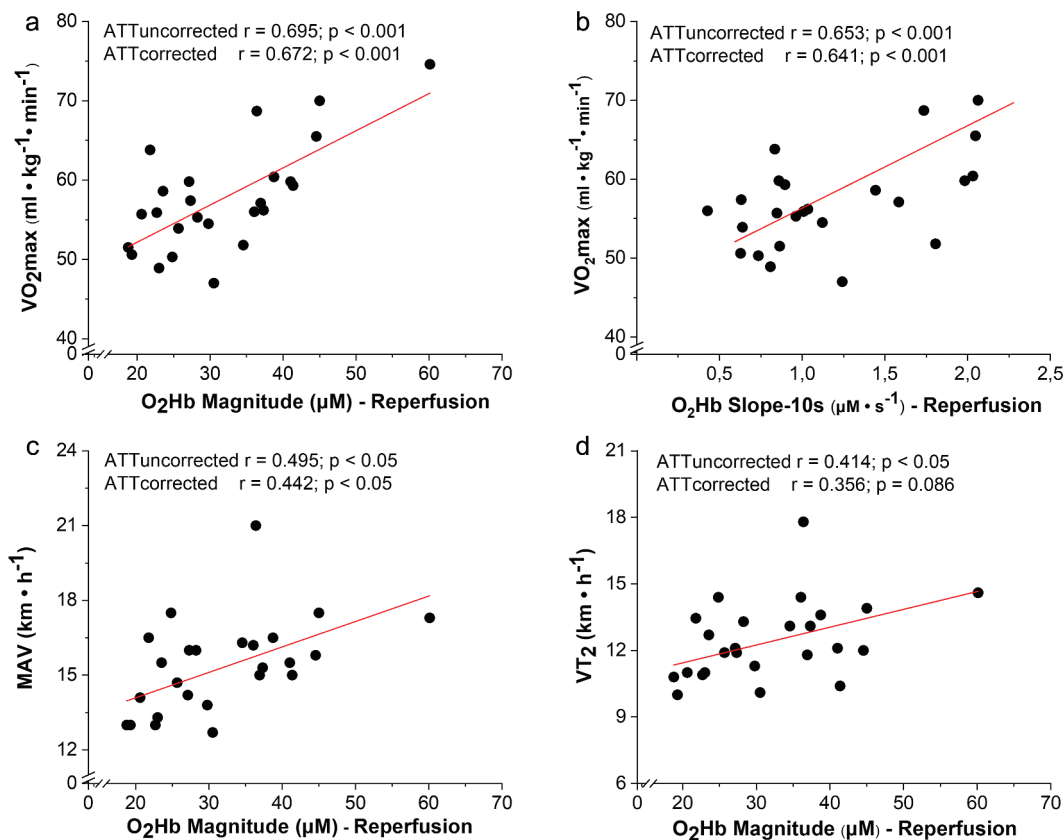 a
ATTuncorrected r = 0.695; p < 0.001
ATTcorrected r = 0.672; p < 0.001
80
70
60
50
40
0
VO₂max (ml • kg⁻¹• min⁻¹)
0 20 30 40 50 60 70
O₂Hb Magnitude (µM) - Reperfusion
b
ATTuncorrected r = 0.653; p < 0.001
ATTcorrected r = 0.641; p < 0.001
80
70
60
50
40
0
VO₂max (ml • kg⁻¹• min⁻¹)
0 0,5 1,0 1,5 2,0 2,5
O₂Hb Slope-10s (µM • s⁻¹) - Reperfusion
c
ATTuncorrected r = 0.495; p < 0.05
ATTcorrected r = 0.442; p < 0.05
24
21
18
15
12
0
MAV (km • h⁻¹)
0 20 30 40 50 60 70
O₂Hb Magnitude (µM) - Reperfusion
d
ATTuncorrected r = 0.414; p < 0.05
ATTcorrected r = 0.356; p = 0.086
21
18
15
12
9
6
VT₂ (km • h⁻¹)
0 20 30 40 50 60 70
O₂Hb Magnitude (µM) - Reperfusion